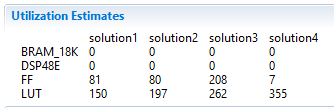 Utilization Estimates
solution1 solution2 solution3 solution4
BRAM_18K 0 0 0 0
DSP48E 0 0 0 0
FF 81 80 208 7
LUT 150 197 262 355